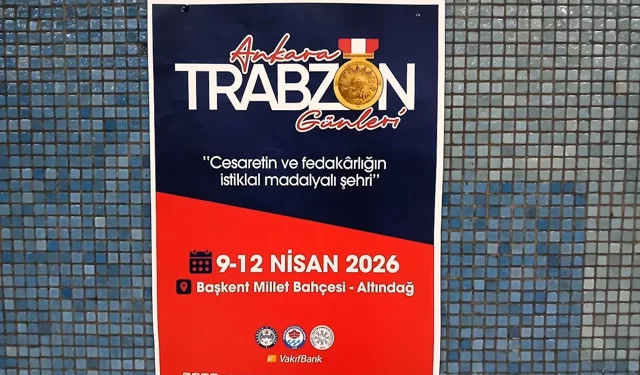 Ankara
TRABZON
Günleri
"Cesaretin ve fedakârlığın
istiklal madalyalı şehri"
9-12 NİSAN 2026
Başkent Millet Bahçesi - Altındağ
VakıfBank